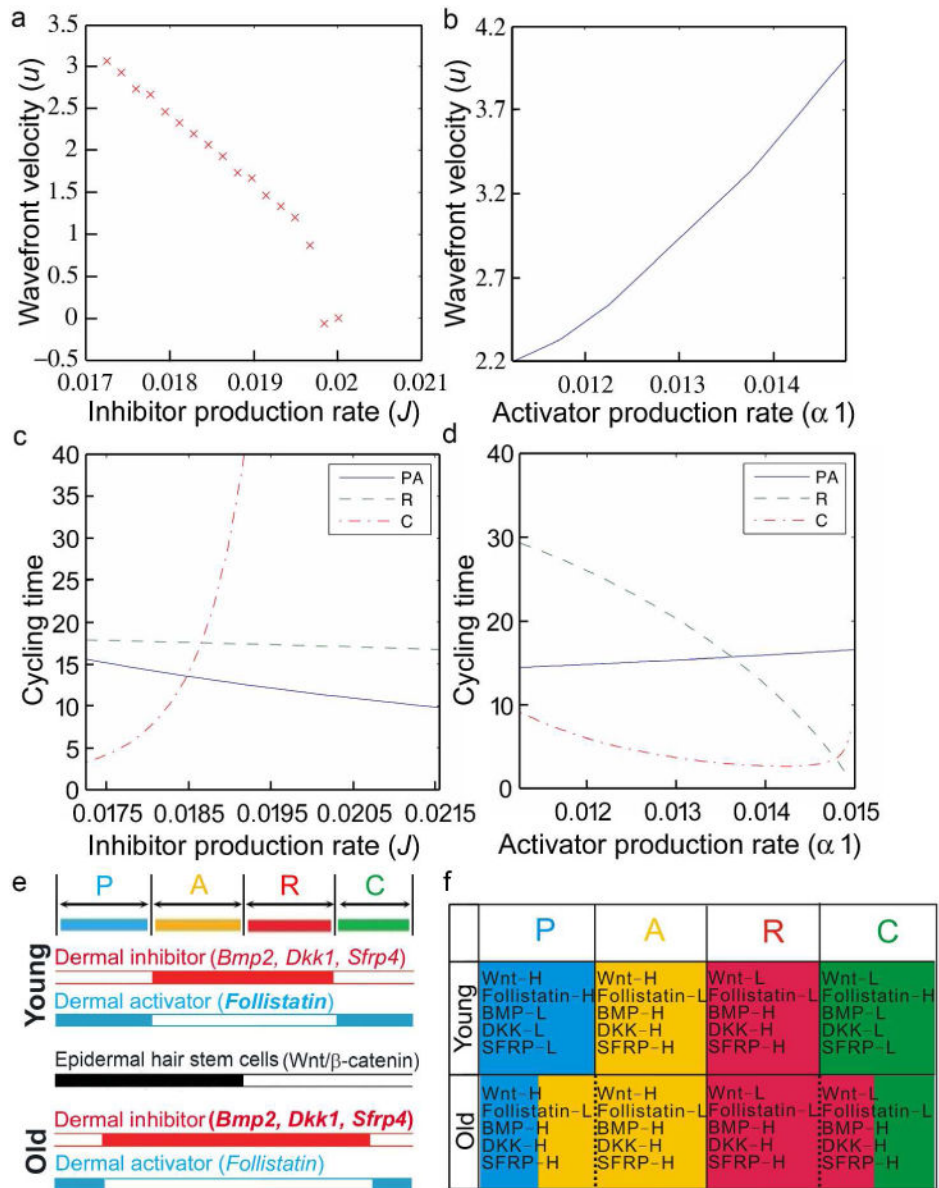 a
Wavefront velocity (u)
3.5
3
2.5
2
1.5
1
0.5
0
−0.5
0.017
0.018
0.019
0.02
0.021
Inhibitor production rate (J)
b
Wavefront velocity (u)
4.2
3.7
3.2
2.7
2.2
0.012
0.013
0.014
Activator production rate (α 1)
c
Cycling time
40
35
30
25
20
15
10
5
0
PA
R
C
0.0175
0.0185
0.0195
0.0205
0.0215
Inhibitor production rate (J)
d
Cycling time
40
30
20
10
0
PA
R
C
0.012
0.013
0.014
0.015
Activator production rate (α 1)
e
P A R C
Young
Dermal inhibitor (Bmp2, Dkk1, Sfrp4)
Dermal activator (Follistatin)
Epidermal hair stem cells (Wnt/β-catenin)
Old
Dermal inhibitor (Bmp2, Dkk1, Sfrp4)
Dermal activator (Follistatin)
f
P A R C
Young
Wnt-H
Follistatin-H
BMP-L
DKK-L
SFRP-L
Wnt-H
Follistatin-L
BMP-H
DKK-H
SFRP-H
Wnt-L
Follistatin-L
BMP-H
DKK-H
SFRP-H
Wnt-L
Follistatin-H
BMP-L
DKK-L
SFRP-L
Old
Wnt-H
Follistatin-L
BMP-H
DKK-H
SFRP-H
Wnt-H
Follistatin-L
BMP-H
DKK-H
SFRP-H
Wnt-L
Follistatin-L
BMP-H
DKK-H
SFRP-H
Wnt-L
Follistatin-L
BMP-H
DKK-H
SFRP-H